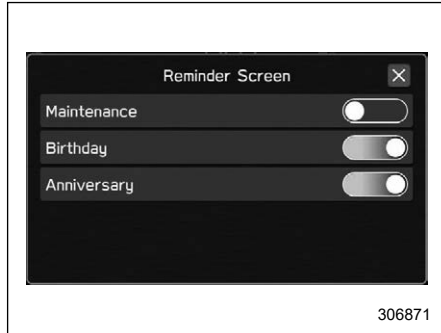 Reminder Screen
Maintenance
Birthday
Anniversary
306871